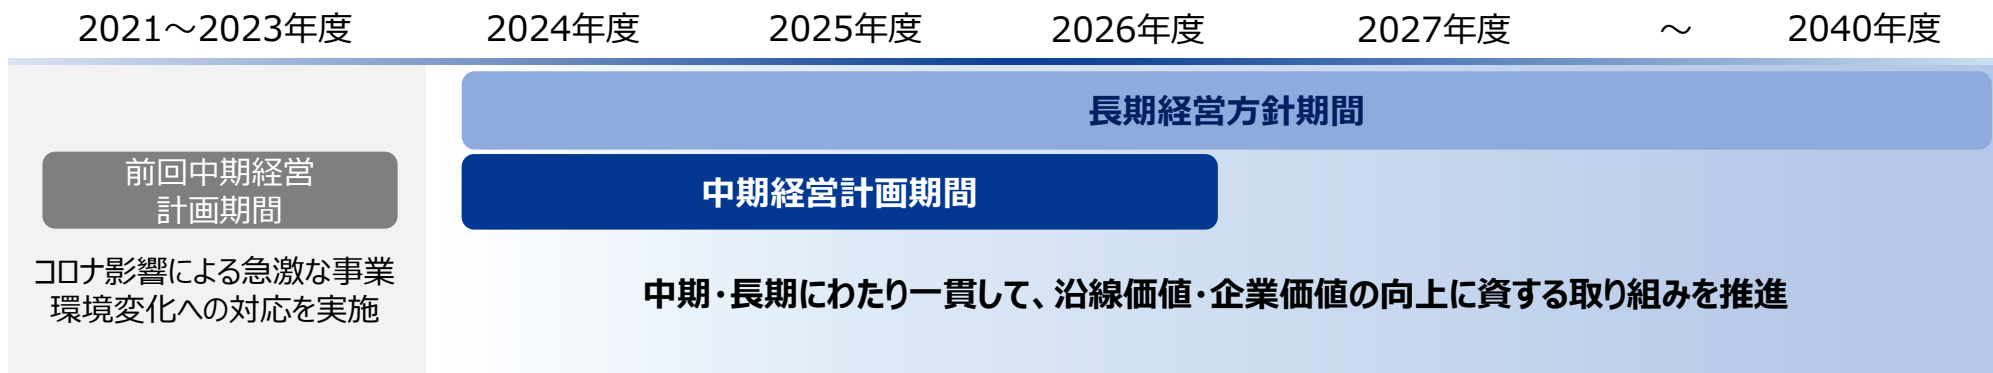 2021～2023年度 2024年度 2025年度 2026年度 2027年度 ～ 2040年度
長期経営方針期間
前回中期経営
計画期間
中期経営計画期間
コロナ影響による急激な事業
環境変化への対応を実施
中期・長期にわたり一貫して、沿線価値・企業価値の向上に資する取り組みを推進